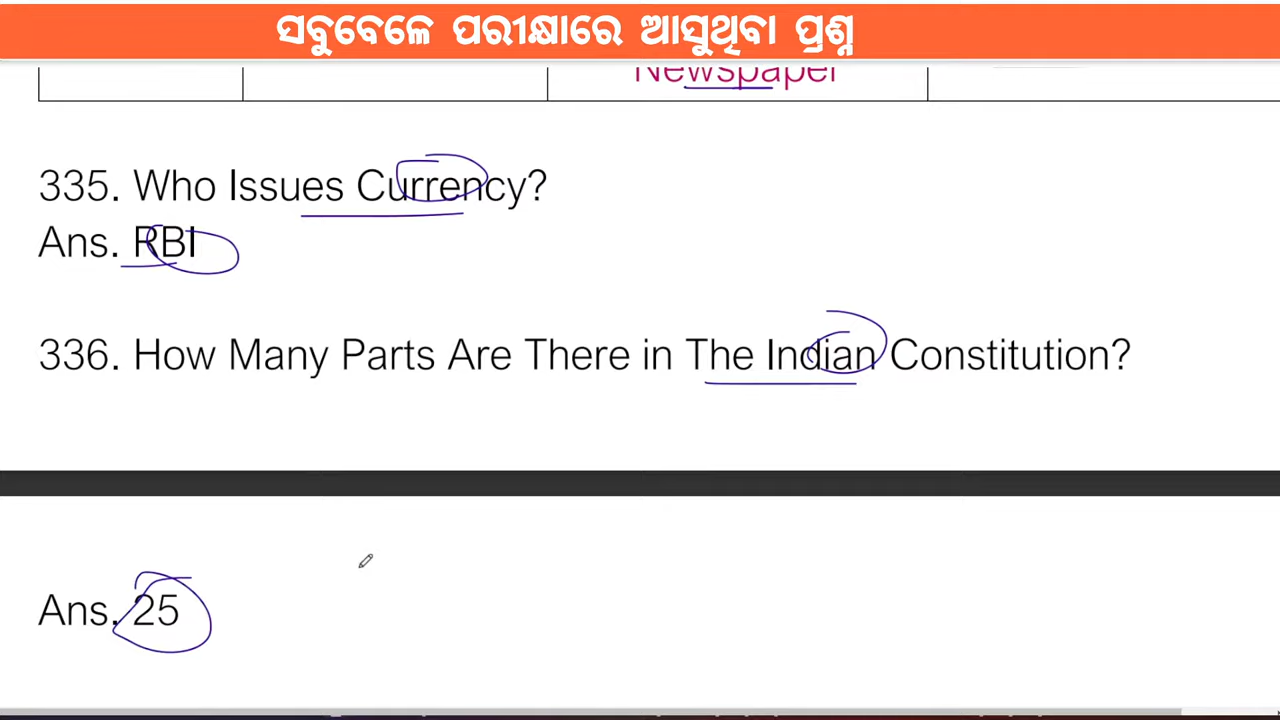 ସବୁବେଳେ ପରୀକ୍ଷାରେ ଆସୁଥିବା ପ୍ରଶ୍ନ
Newspaper
335. Who Issues Currency?
Ans. RBI
336. How Many Parts Are There in The Indian Constitution?
Ans. 25